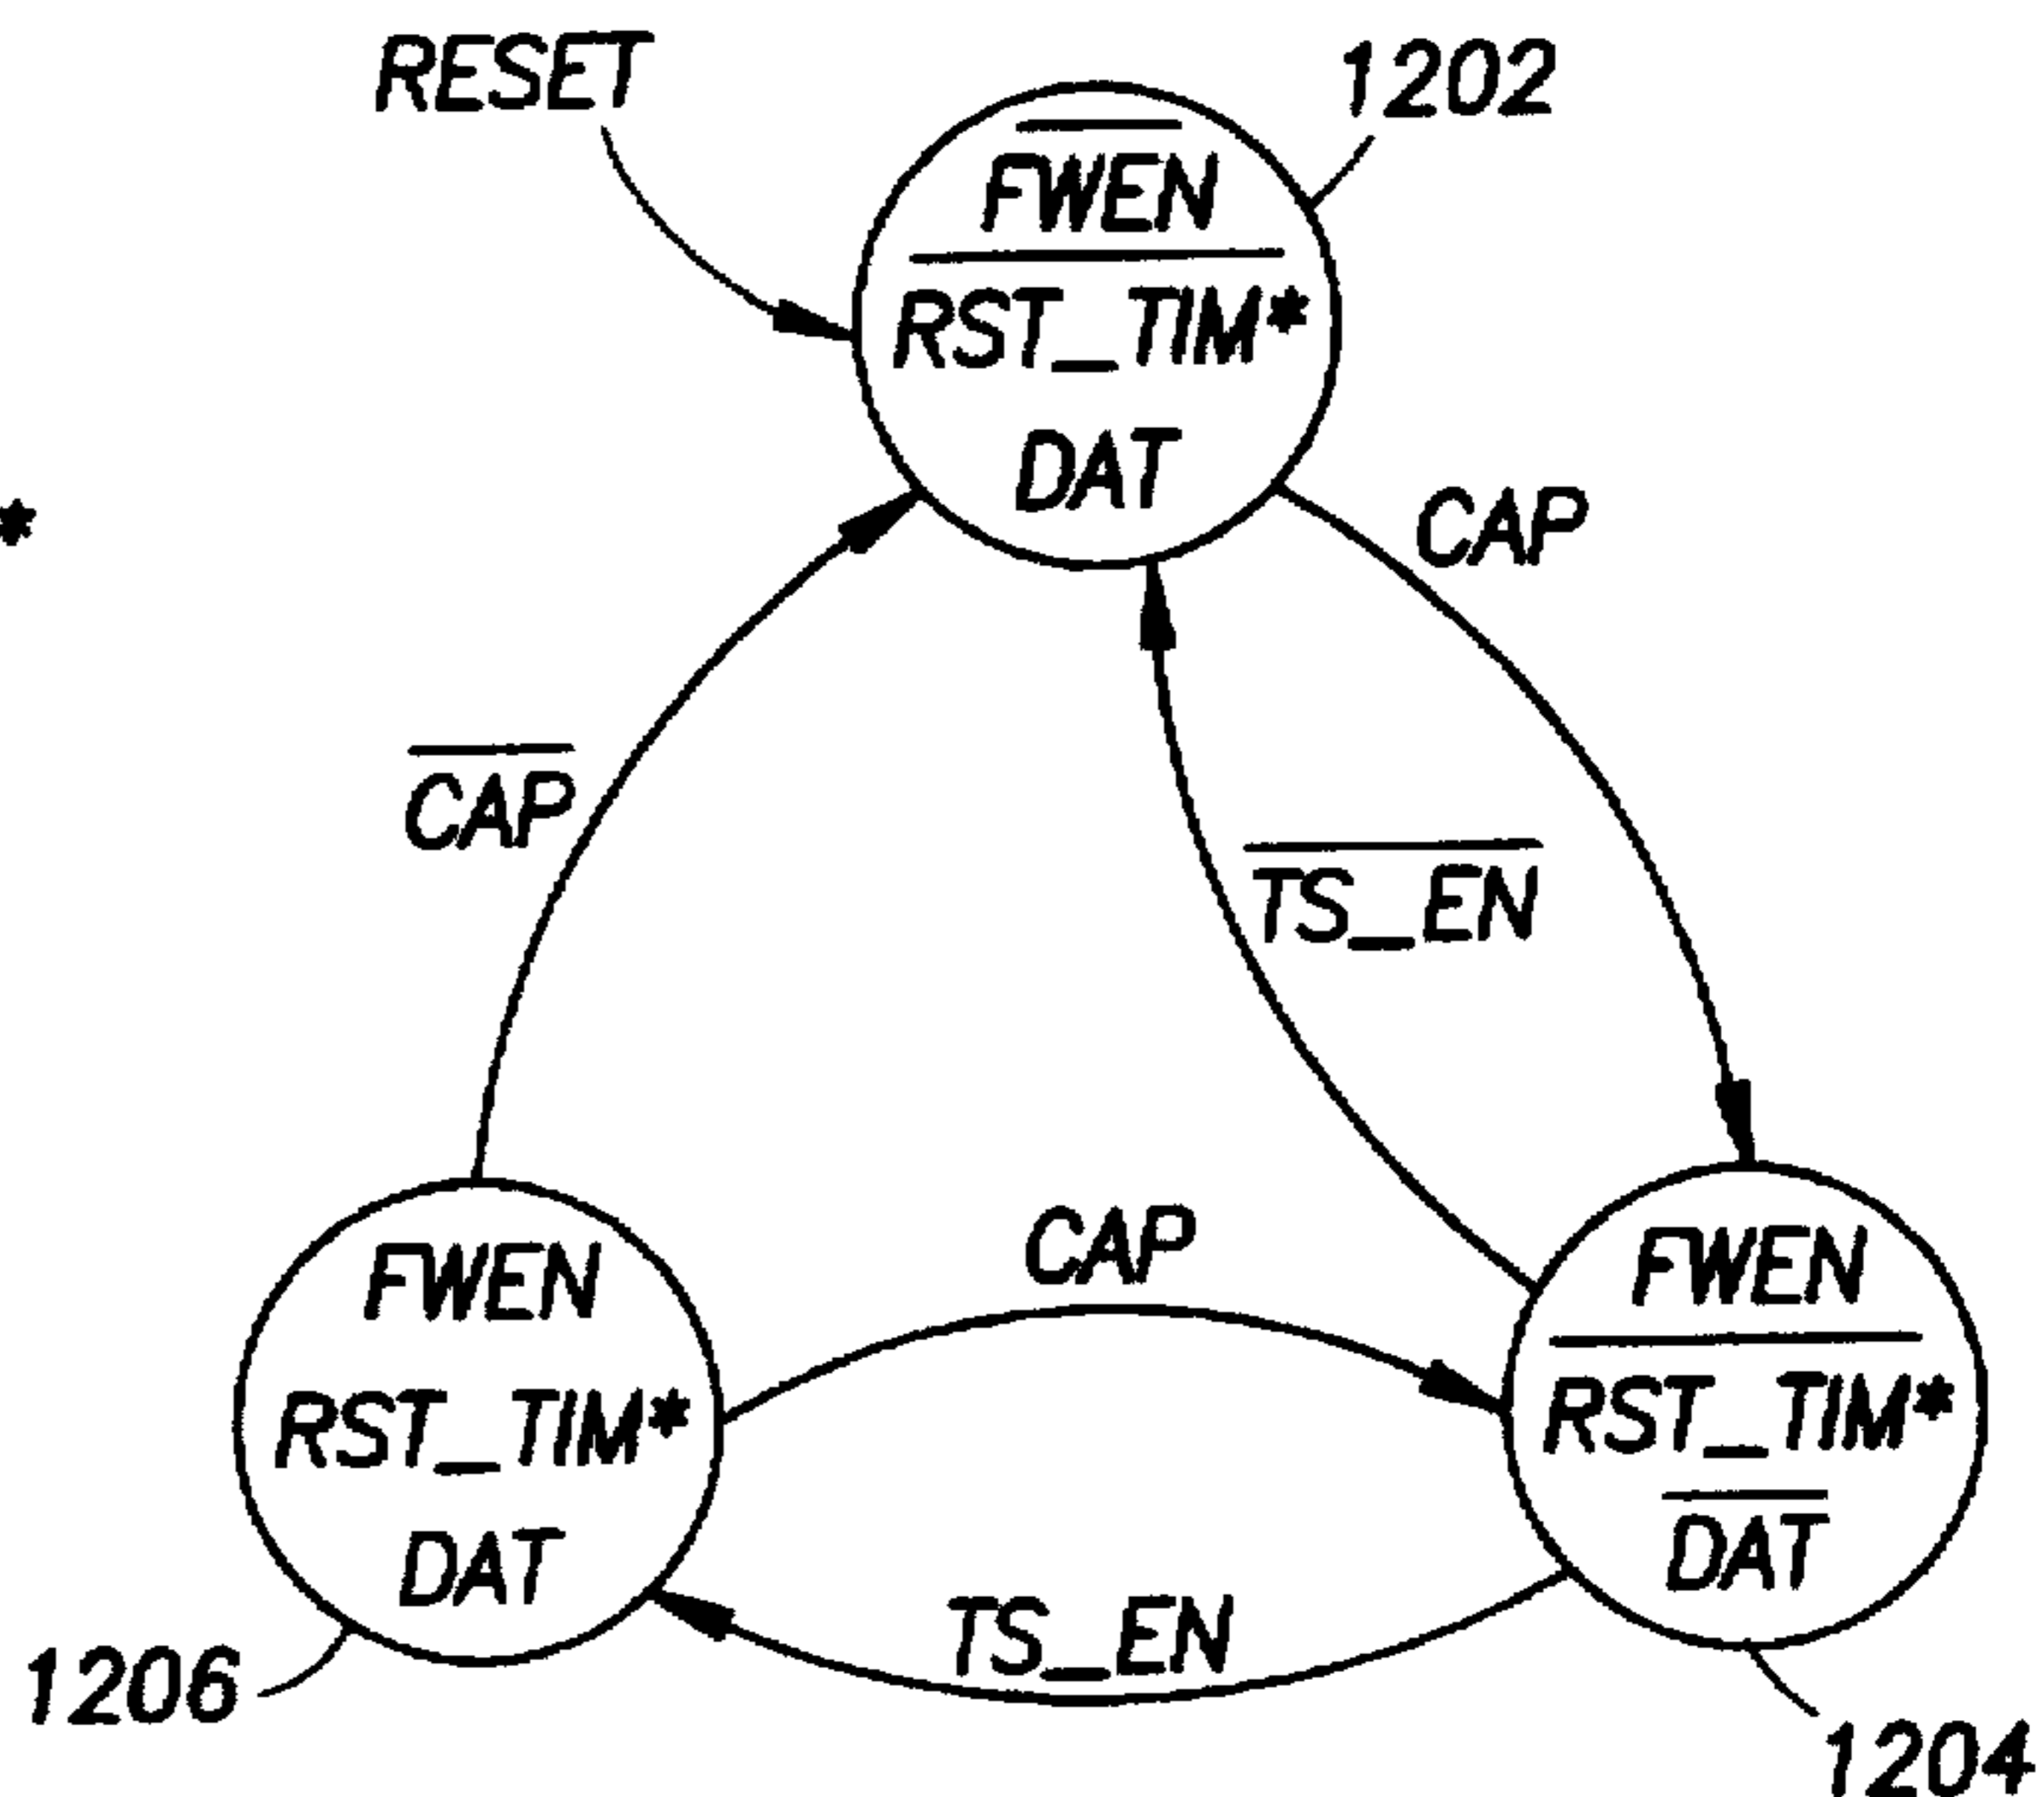 RESET
1202
FWEN
RST_TIM*
DAT
*
CAP
CAP
TS_EN
CAP
FWEN
RST_TIM*
DAT
FWEN
RST_TIM*
DAT
TS_EN
1206
1204